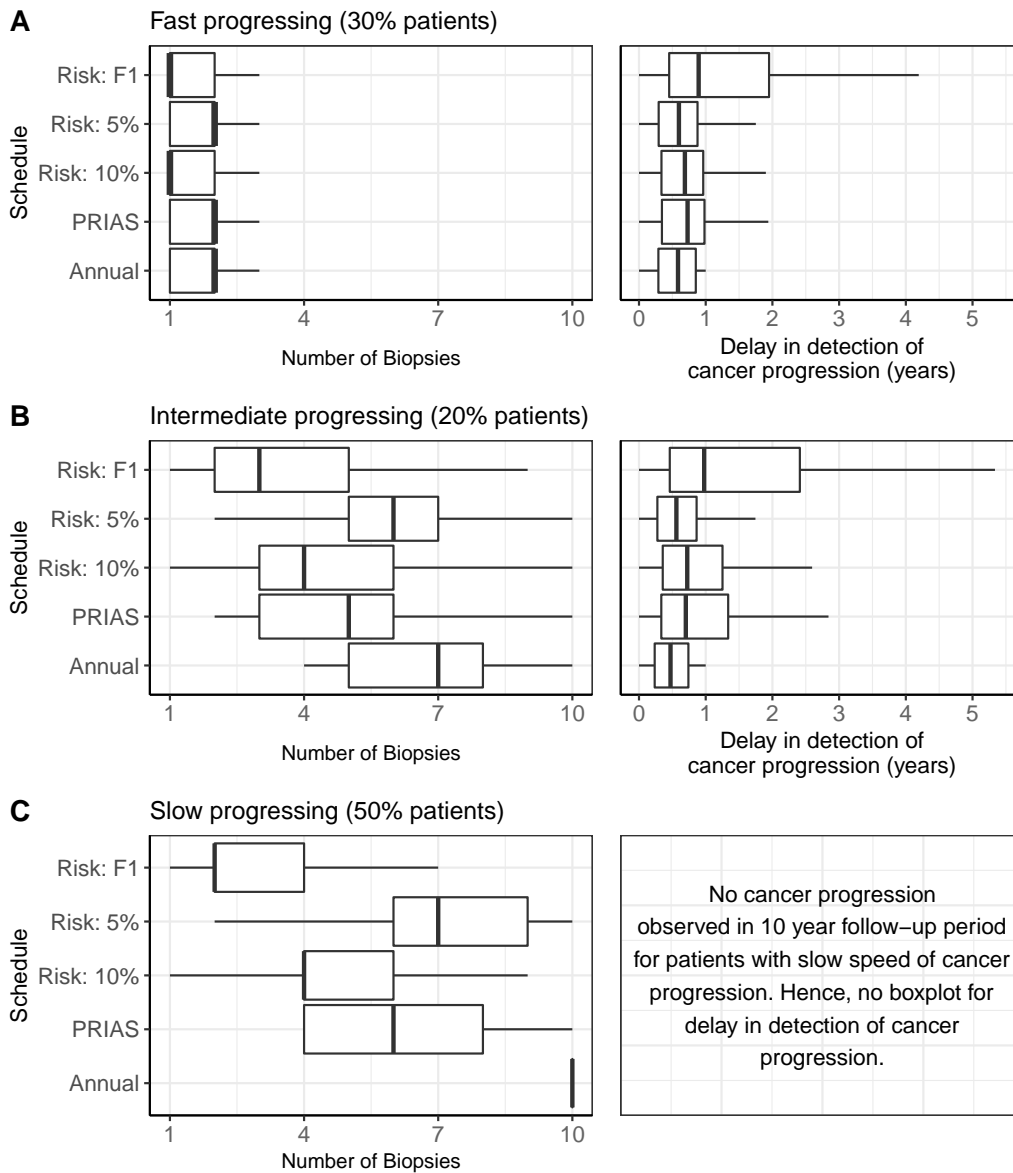 A
Fast progressing (30% patients)
Schedule
Risk: F1
Risk: 5%
Risk: 10%
PRIAS
Annual
1 4 7 10
Number of Biopsies
0 1 2 3 4 5
Delay in detection of
cancer progression (years)
B
Intermediate progressing (20% patients)
Schedule
Risk: F1
Risk: 5%
Risk: 10%
PRIAS
Annual
1 4 7 10
Number of Biopsies
0 1 2 3 4 5
Delay in detection of
cancer progression (years)
C
Slow progressing (50% patients)
Schedule
Risk: F1
Risk: 5%
Risk: 10%
PRIAS
Annual
1 4 7 10
Number of Biopsies
No cancer progression
observed in 10 year follow−up period
for patients with slow speed of cancer
progression. Hence, no boxplot for
delay in detection of cancer
progression.